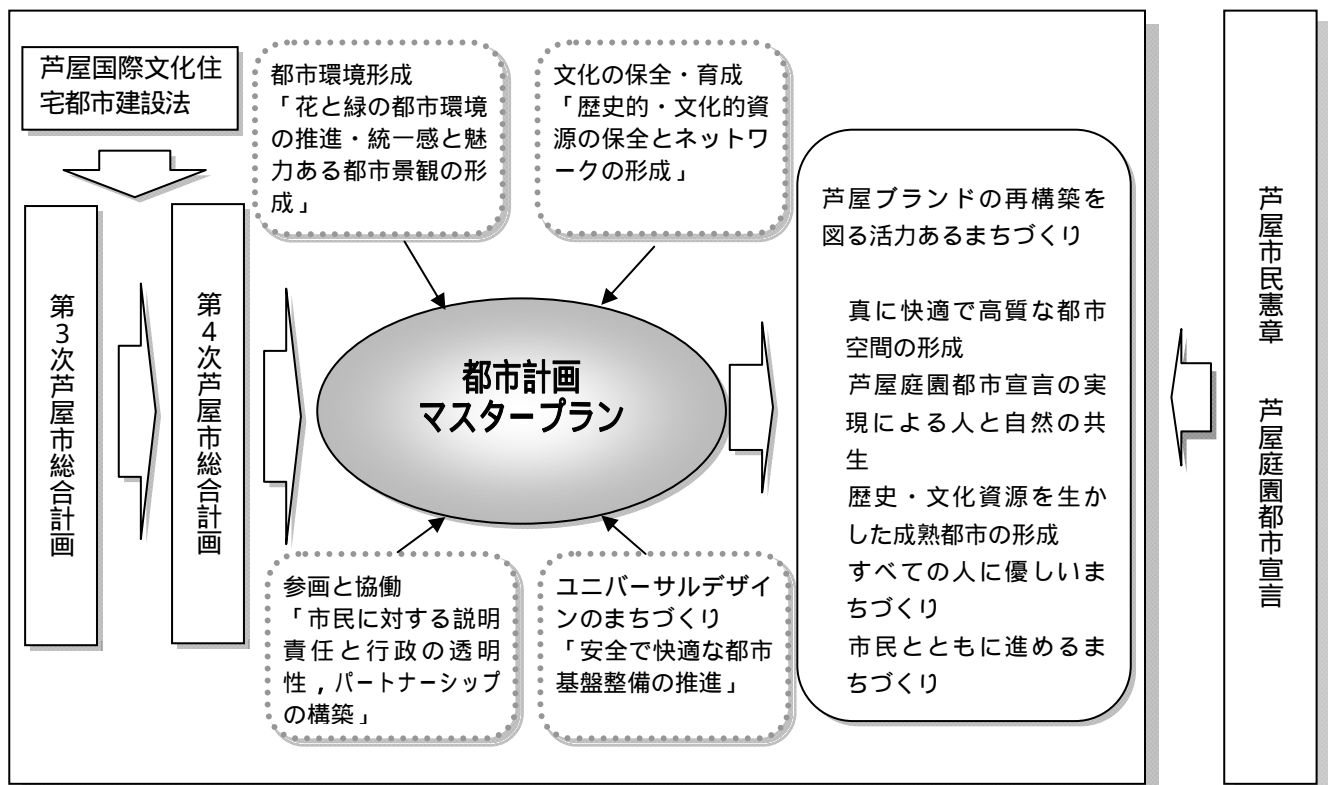 芦屋国際文化住
宅都市建設法
第3次芦屋市総合計画
第4次芦屋市総合計画
都市環境形成
「花と緑の都市環境
の推進・統一感と魅
力ある都市景観の形
成」
文化の保全・育成
「歴史的・文化的資
源の保全とネットワ
ークの形成」
都市計画
マスタープラン
参画と協働
「市民に対する説明
責任と行政の透明
性，パートナーシップ
の構築」
ユニバーサルデザイ
ンのまちづくり
「安全で快適な都市
基盤整備の推進」
芦屋ブランドの再構築を
図る活力あるまちづくり
真に快適で高質な都市
空間の形成
芦屋庭園都市宣言の実
現による人と自然の共
生
歴史・文化資源を生か
した成熟都市の形成
すべての人に優しいま
ちづくり
市民とともに進めるま
ちづくり
芦屋市民憲章　芦屋庭園都市宣言